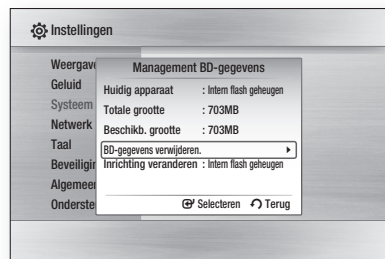 Instellingen
Weergave
Geluid
Systeem
Netwerk
Taal
Beveiligin
Algemeen
Onderste
Management BD-gegevens
Huidig apparaat : Intern flash geheugen
Totale grootte : 703MB
Beschikb. grootte : 703MB
BD-gegevens verwijderen.
Inrichting veranderen : Intern flash geheugen
Selecteren Terug